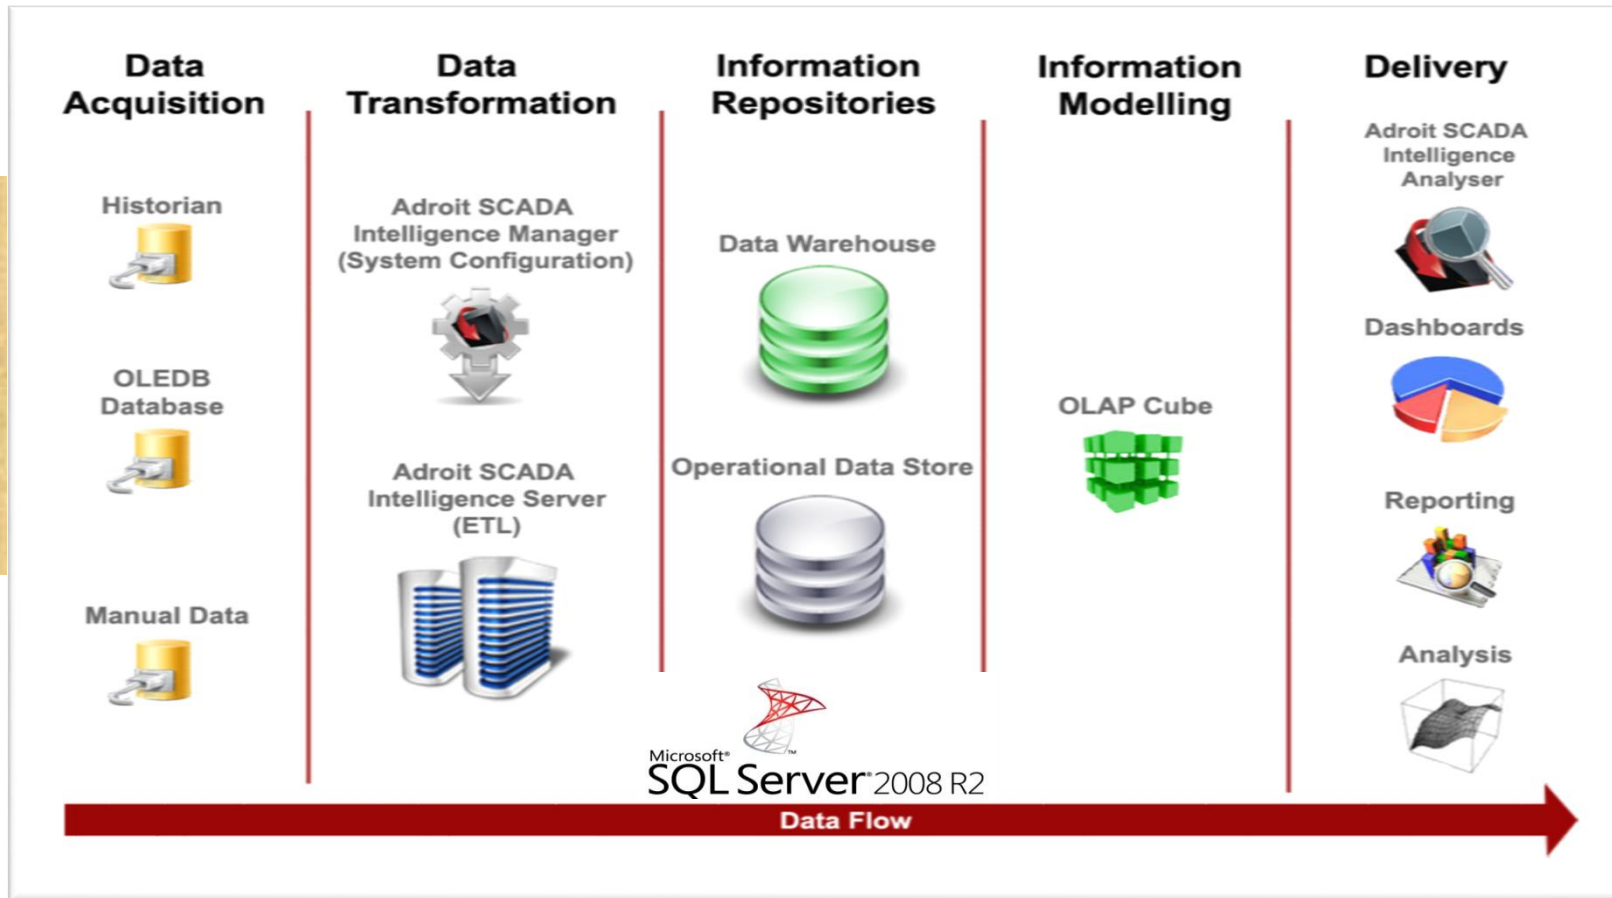 Data
Acquisition
Historian
OLEDB
Database
Manual Data
Data
Transformation
Adroit SCADA
Intelligence Manager
(System Configuration)
Adroit SCADA
Intelligence Server
(ETL)
Information
Repositories
Data Warehouse
Operational Data Store
Microsoft®
SQL Server® 2008 R2
Information
Modelling
OLAP Cube
Delivery
Adroit SCADA
Intelligence
Analyser
Dashboards
Reporting
Analysis
Data Flow